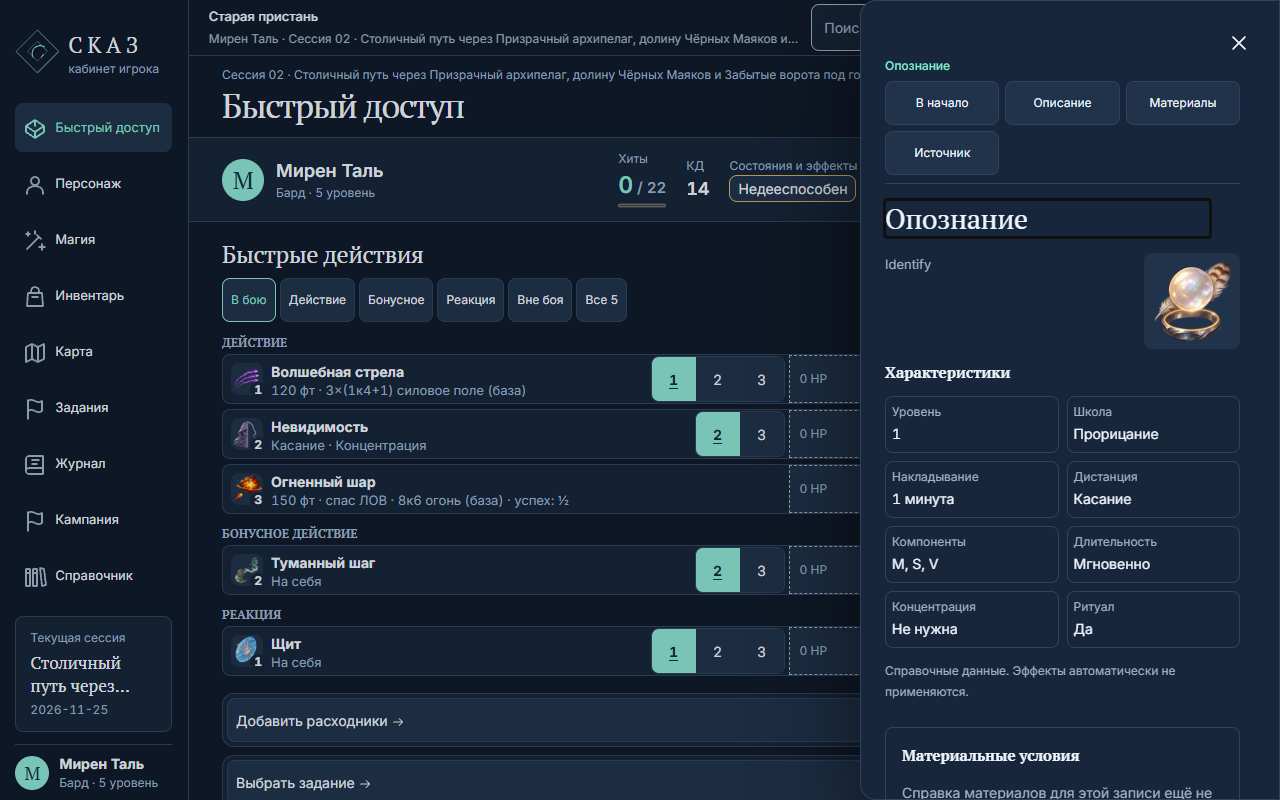 СКАЗ
кабинет игрока
Быстрый доступ
Персонаж
Магия
Инвентарь
Карта
Задания
Журнал
Кампания
Справочник
Текущая сессия
Столичный
путь через...
2026-11-25
М
Мирен Таль
Бард · 5 уровень
Старая пристань
Мирен Таль · Сессия 02 · Столичный путь через Призрачный архипелаг, долину Чёрных Маяков и...
Поис
Сессия 02 · Столичный путь через Призрачный архипелаг, долину Чёрных Маяков и Забытые ворота под го
Быстрый доступ
М
Мирен Таль
Бард · 5 уровень
Хиты
0 / 22
КД
14
Состояния и эффекты
Недееспособен
Быстрые действия
В бою
Действие
Бонусное
Реакция
Вне боя
Все 5
ДЕЙСТВИЕ
1
Волшебная стрела
120 фт · 3×(1к4+1) силовое поле (база)
1 2 3
0 HP
2
Невидимость
Касание · Концентрация
2 3
0 HP
3
Огненный шар
150 фт · спас ЛОВ · 8к6 огонь (база) · успех: ½
0 HP
БОНУСНОЕ ДЕЙСТВИЕ
2
Туманный шаг
На себя
2 3
0 HP
РЕАКЦИЯ
1
Щит
На себя
1 2 3
0 HP
Добавить расходники →
Выбрать задание →
Опознание
В начало
Описание
Материалы
Источник
Опознание
Identify
Характеристики
Уровень
1
Школа
Прорицание
Накладывание
1 минута
Дистанция
Касание
Компоненты
M, S, V
Длительность
Мгновенно
Концентрация
Не нужна
Ритуал
Да
Справочные данные. Эффекты автоматически не
применяются.
Материальные условия
Справка материалов для этой записи ещё не